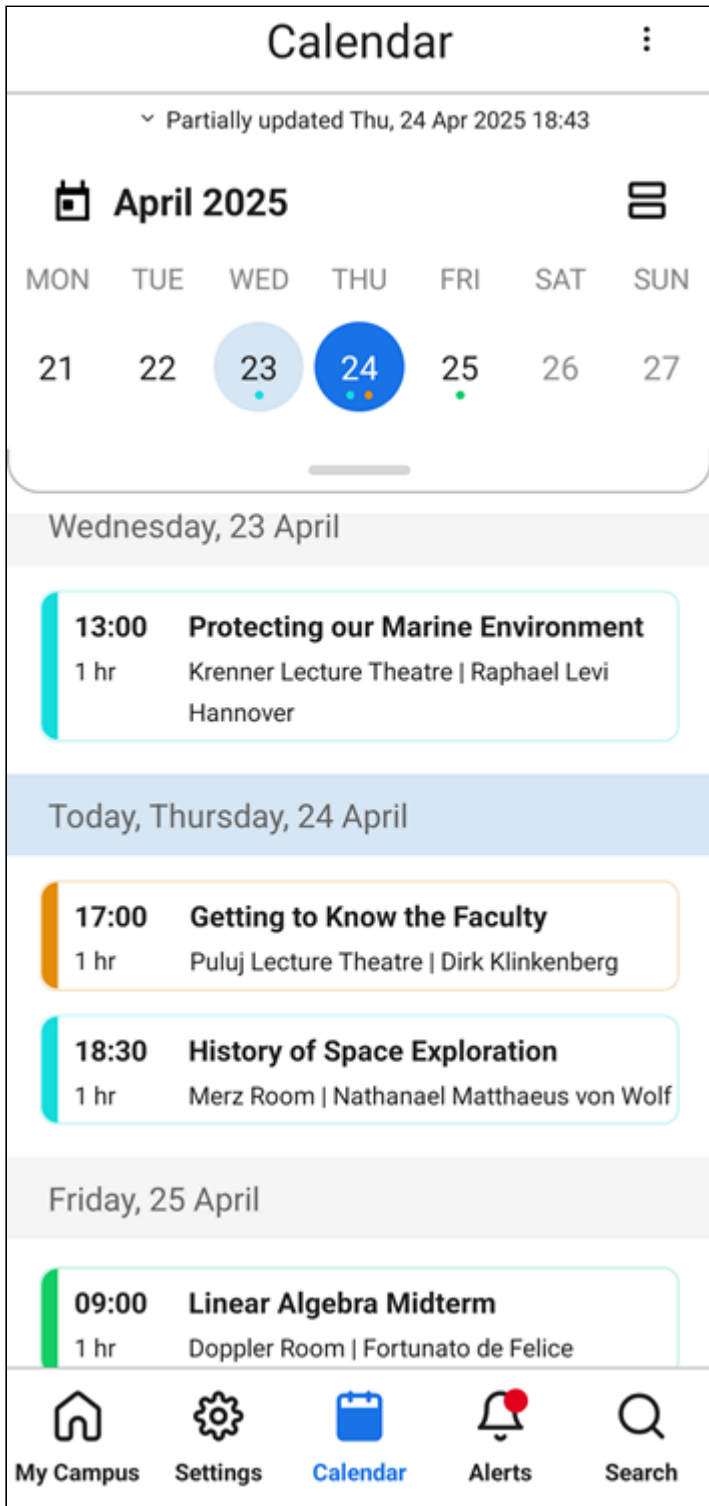 Calendar
Partially updated Thu, 24 Apr 2025 18:43
April 2025
MON TUE WED THU FRI SAT SUN
21 22 23 24 25 26 27
Wednesday, 23 April
13:00 Protecting our Marine Environment
1 hr Krenner Lecture Theatre | Raphael Levi
Hannover
Today, Thursday, 24 April
17:00 Getting to Know the Faculty
1 hr Puluj Lecture Theatre | Dirk Klinkenberg
18:30 History of Space Exploration
1 hr Merz Room | Nathanael Matthaeus von Wolf
Friday, 25 April
09:00 Linear Algebra Midterm
1 hr Doppler Room | Fortunato de Felice
My Campus Settings Calendar Alerts Search